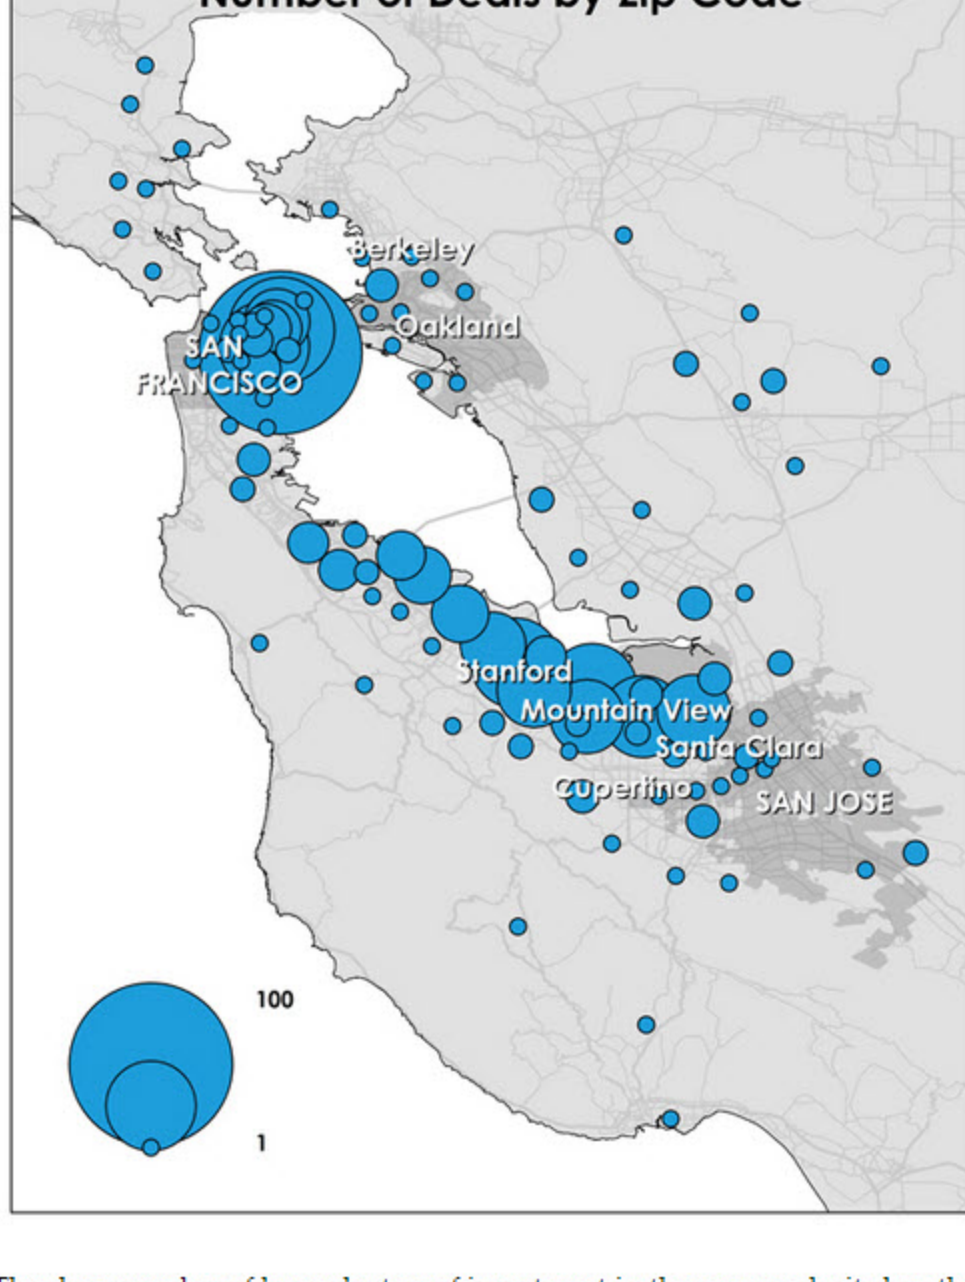 Number of Deals by Zip Code
Berkeley
Oakland
SAN
FRANCISCO
Stanford
Mountain View
Santa Clara
Cupertino
SAN JOSE
100
1